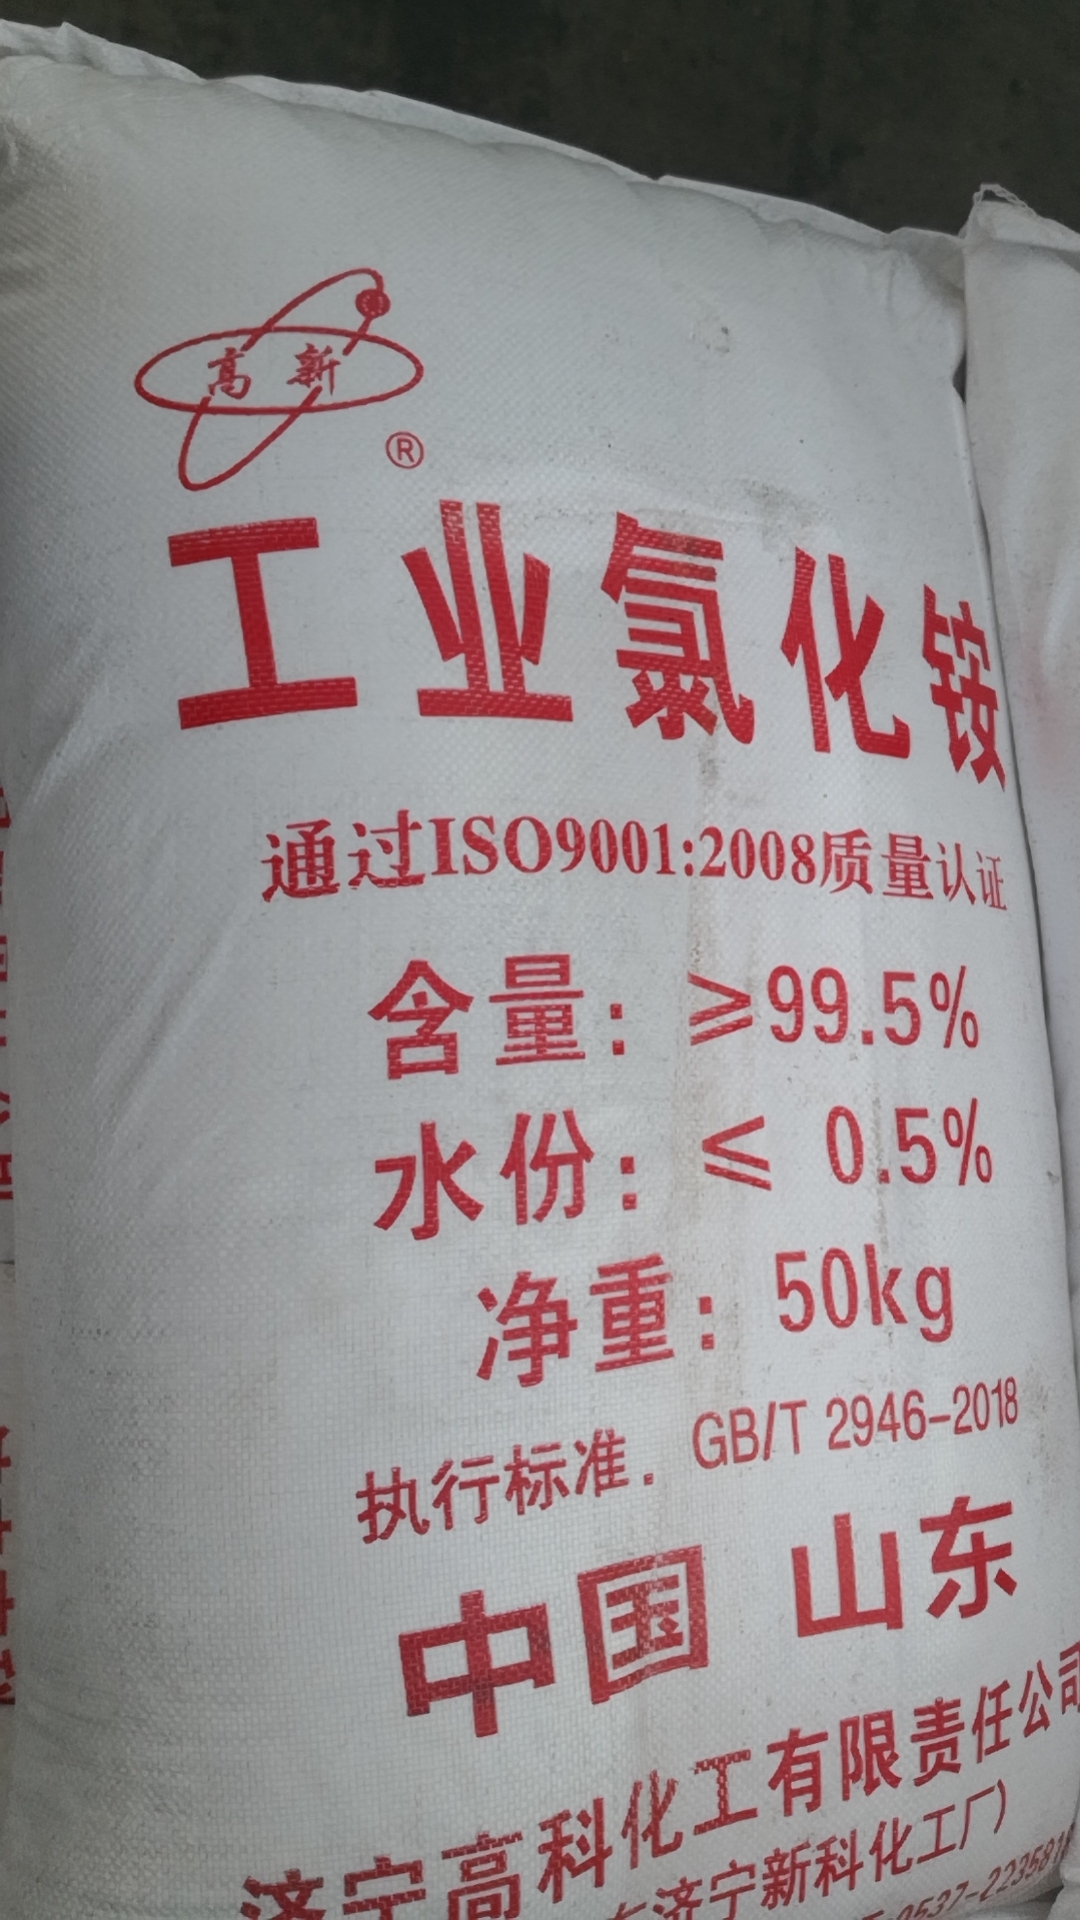 高新
®
工业氯化铵
通过ISO9001:2008质量认证
含量：≥99.5%
水份：≤ 0.5%
净重：50kg
执行标准．GB/T 2946-2018
中国 山东
济宁高科化工有限责任公司
济宁新科化工厂)
0537-223581